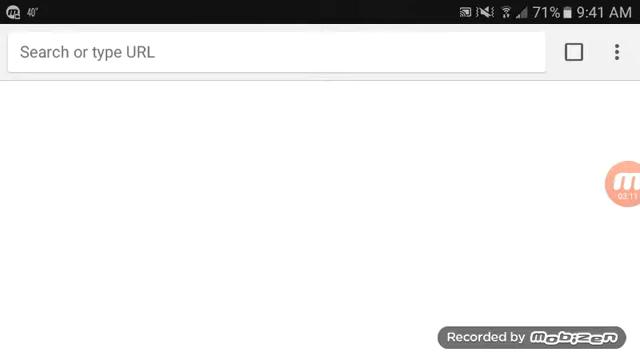 40°
71% 9:41 AM
Search or type URL
03:11
Recorded by mobizen